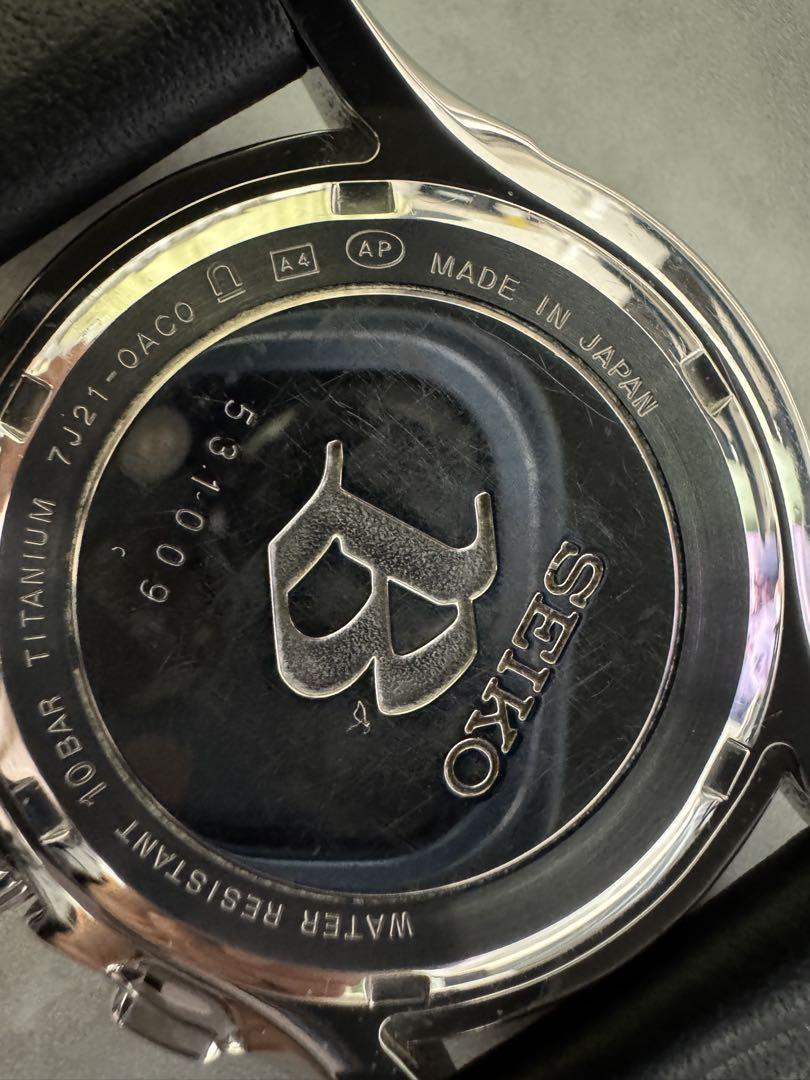 WATER RESISTANT 10BAR TITANIUM 7J21-0AC0 A4 AP MADE IN JAPAN
531009
SEIKO